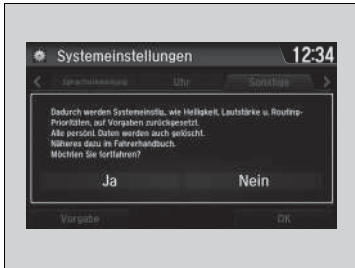 Systemeinstellungen
12:34
Uhr
Sonstige
Dadurch werden Systemeinstlg, wie Helligkeit, Lautstärke u. Routing-
Prioritäten, auf Vorgaben zurückgesetzt.
Alle persönl. Daten werden auch gelöscht.
Näheres dazu im Fahrerhandbuch.
Möchten Sie fortfahren?
Ja
Nein
Vorgabe
OK